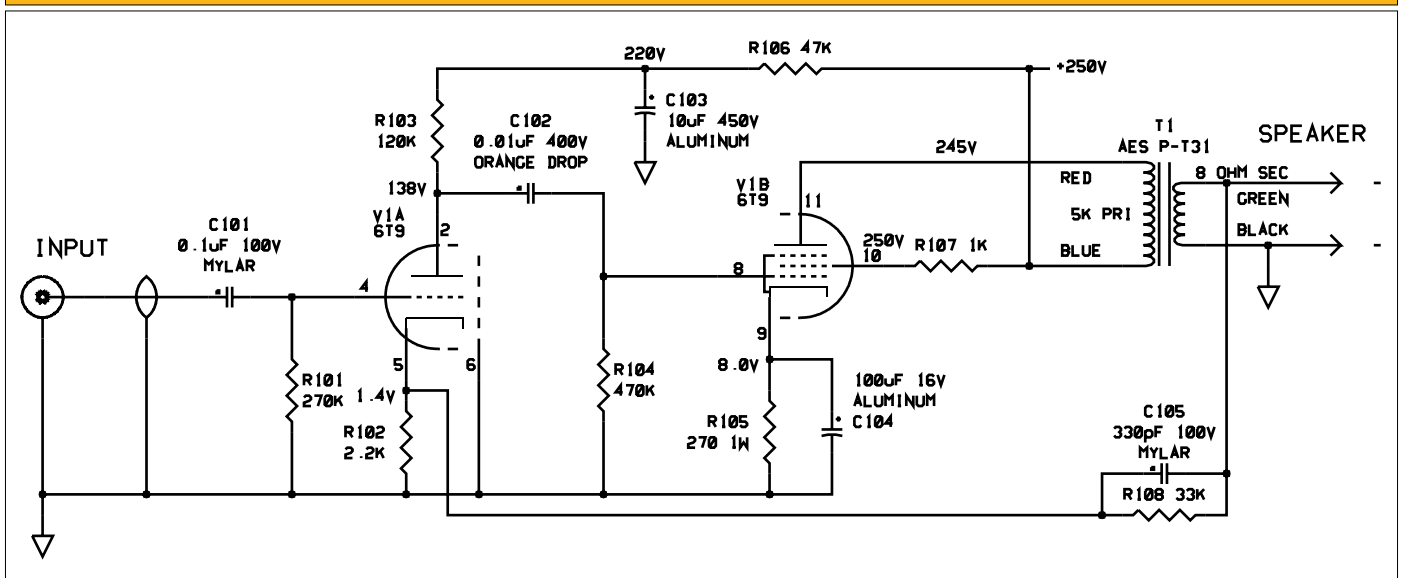 220V
R106 47K
+250V
R103
120K
C102
0.01uF 400V
ORANGE DROP
C103
10uF 450V
ALUMINUM
245V
T1
AES P-T31
SPEAKER
138V
V1A
6T9
2
V1B
6T9
11
RED
8 OHM SEC
-
GREEN
5K PRI
INPUT
C101
0.1uF 100V
MYLAR
250V
10
R107 1K
BLUE
BLACK
-
4
8
9
5
6
8.0V
R101
270K
1.4V
R102
2.2K
R104
470K
R105
270 1W
100uF 16V
ALUMINUM
C104
C105
330pF 100V
MYLAR
R108 33K